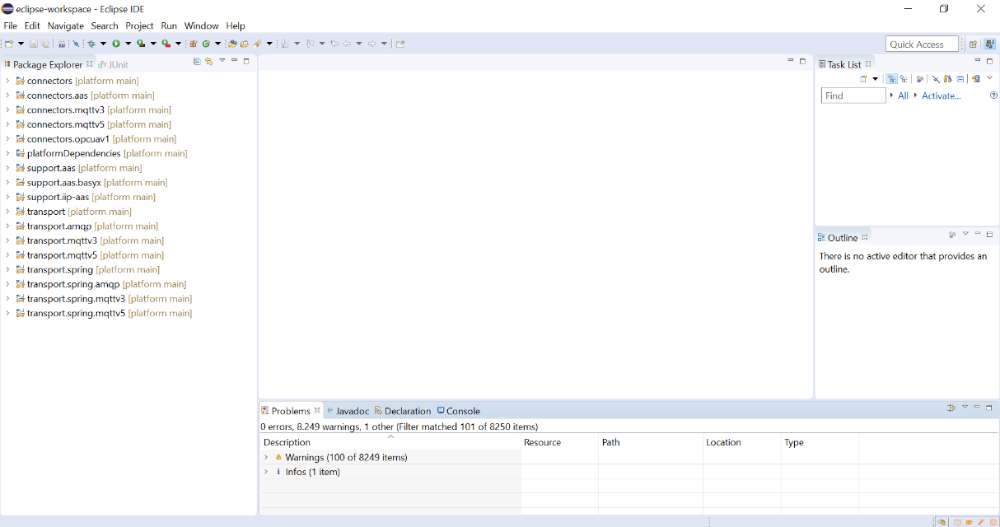 eclipse-workspace - Eclipse IDE
File Edit Navigate Search Project Run Window Help
Quick Access
Package Explorer JUnit
connectors [platform main]
connectors.aas [platform main]
connectors.mqttv3 [platform main]
connectors.mqttv5 [platform main]
connectors.opcuav1 [platform main]
platformDependencies [platform main]
support.aas [platform main]
support.aas.basyx [platform main]
support.iip-aas [platform main]
transport [platform main]
transport.amqp [platform main]
transport.mqttv3 [platform main]
transport.mqttv5 [platform main]
transport.spring [platform main]
transport.spring.amqp [platform main]
transport.spring.mqttv3 [platform main]
transport.spring.mqttv5 [platform main]
Task List
Find All Activate...
Outline
There is no active editor that provides an
outline.
Problems Javadoc Declaration Console
0 errors, 8.249 warnings, 1 other (Filter matched 101 of 8250 items)
Description Resource Path Location Type
Warnings (100 of 8249 items)
Infos (1 item)